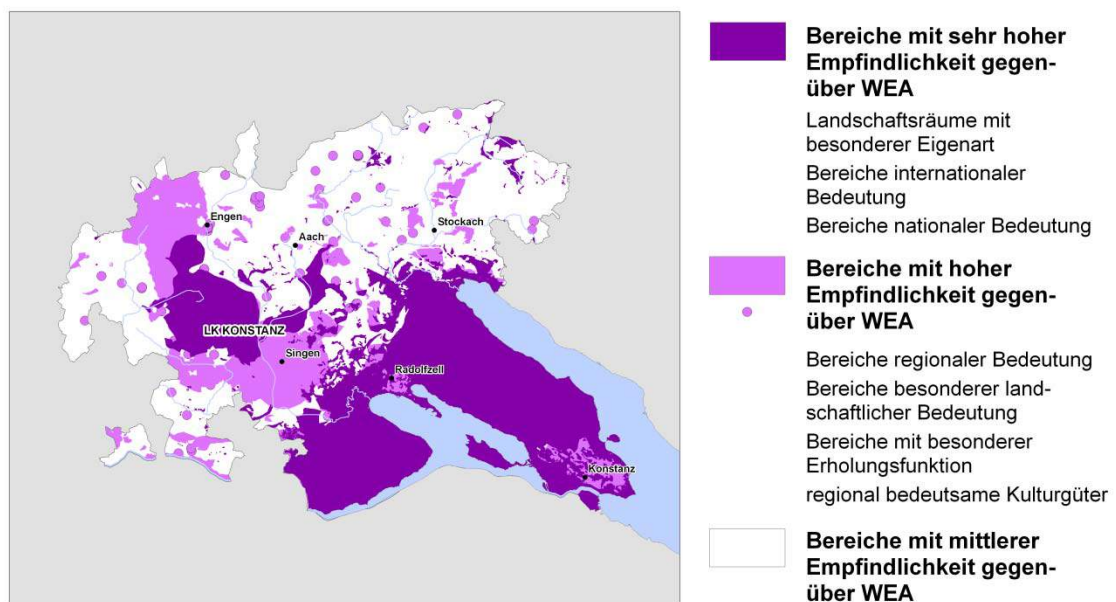 Engen
Aach
Stockach
LK KONSTANZ
Singen
Radolfzell
Konstanz
Bereiche mit sehr hoher
Empfindlichkeit gegen-
über WEA
Landschaftsräume mit
besonderer Eigenart
Bereiche internationaler
Bedeutung
Bereiche nationaler Bedeutung
Bereiche mit hoher
Empfindlichkeit gegen-
über WEA
Bereiche regionaler Bedeutung
Bereiche besonderer land-
schaftlicher Bedeutung
Bereiche mit besonderer
Erholungsfunktion
regional bedeutsame Kulturgüter
Bereiche mit mittlerer
Empfindlichkeit gegen-
über WEA